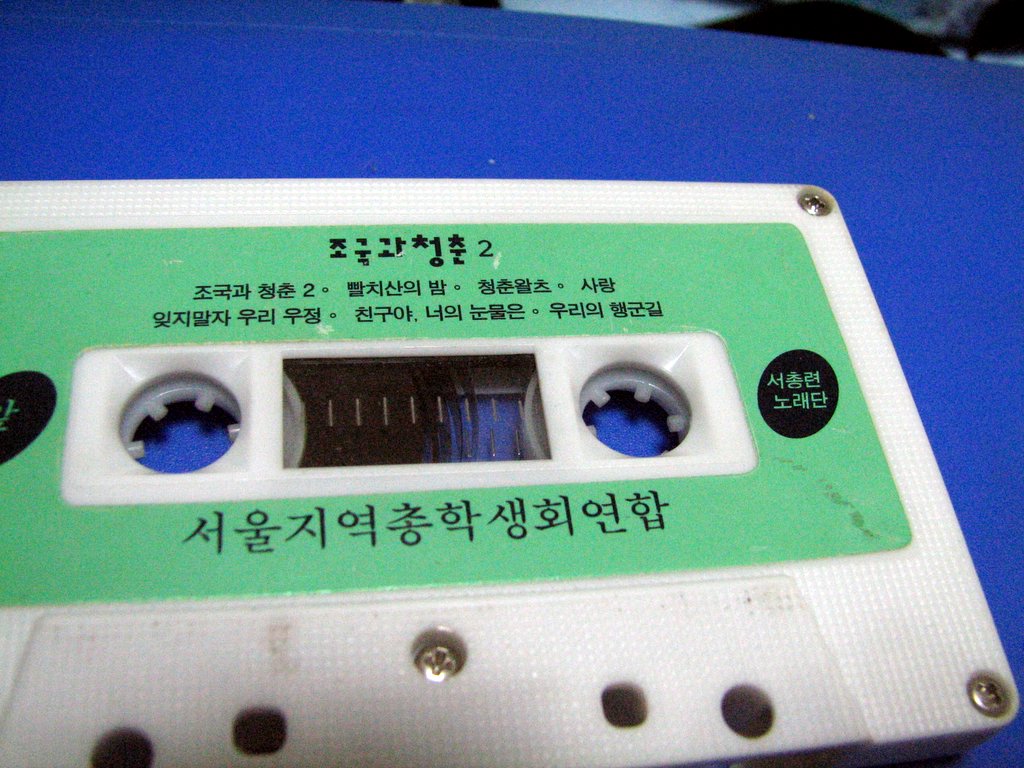 조국과청춘 2
조국과 청춘 2。 빨치산의 밤。 청춘왈츠。 사랑
잊지말자 우리 우정。 친구야, 너의 눈물은。우리의 행군길
서총련
노래단
서울지역총학생회연합